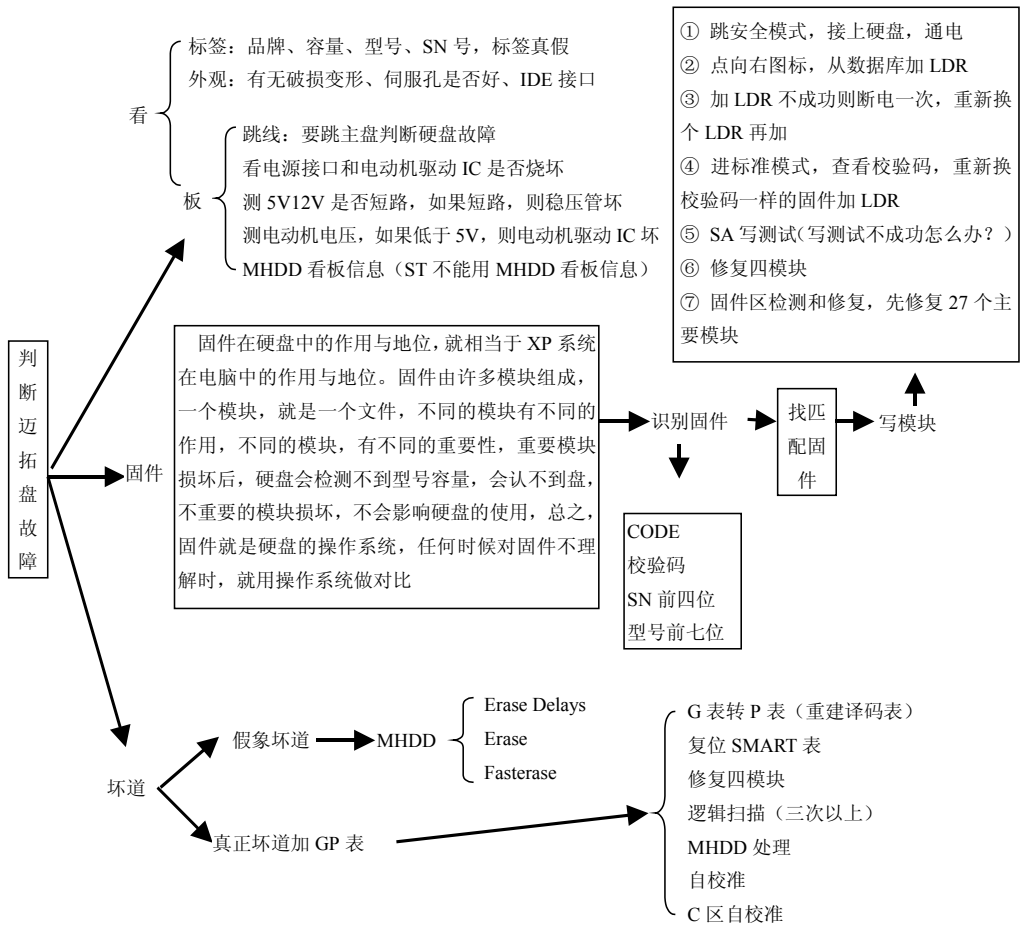 判
断
迈
拓
盘
故
障
看
标签：品牌、容量、型号、SN 号，标签真假
外观：有无破损变形、伺服孔是否好、IDE 接口
板
跳线：要跳主盘判断硬盘故障
看电源接口和电动机驱动 IC 是否烧坏
测 5V12V 是否短路，如果短路，则稳压管坏
测电动机电压，如果低于 5V，则电动机驱动 IC 坏
MHDD 看板信息（ST 不能用 MHDD 看板信息）
固件
固件在硬盘中的作用与地位，就相当于 XP 系统
在电脑中的作用与地位。固件由许多模块组成，
一个模块，就是一个文件，不同的模块有不同的
作用，不同的模块，有不同的重要性，重要模块
损坏后，硬盘会检测不到型号容量，会认不到盘，
不重要的模块损坏，不会影响硬盘的使用，总之，
固件就是硬盘的操作系统，任何时候对固件不理
解时，就用操作系统做对比
识别固件
CODE
校验码
SN 前四位
型号前七位
找匹
配固
件
写模块
① 跳安全模式，接上硬盘，通电
② 点向右图标，从数据库加 LDR
③ 加 LDR 不成功则断电一次，重新换
个 LDR 再加
④ 进标准模式，查看校验码，重新换
校验码一样的固件加 LDR
⑤ SA 写测试（写测试不成功怎么办？）
⑥ 修复四模块
⑦ 固件区检测和修复，先修复 27 个主
要模块
坏道
假象坏道
MHDD
Erase Delays
Erase
Fasterase
真正坏道加 GP 表
G 表转 P 表（重建译码表）
复位 SMART 表
修复四模块
逻辑扫描（三次以上）
MHDD 处理
自校准
C 区自校准